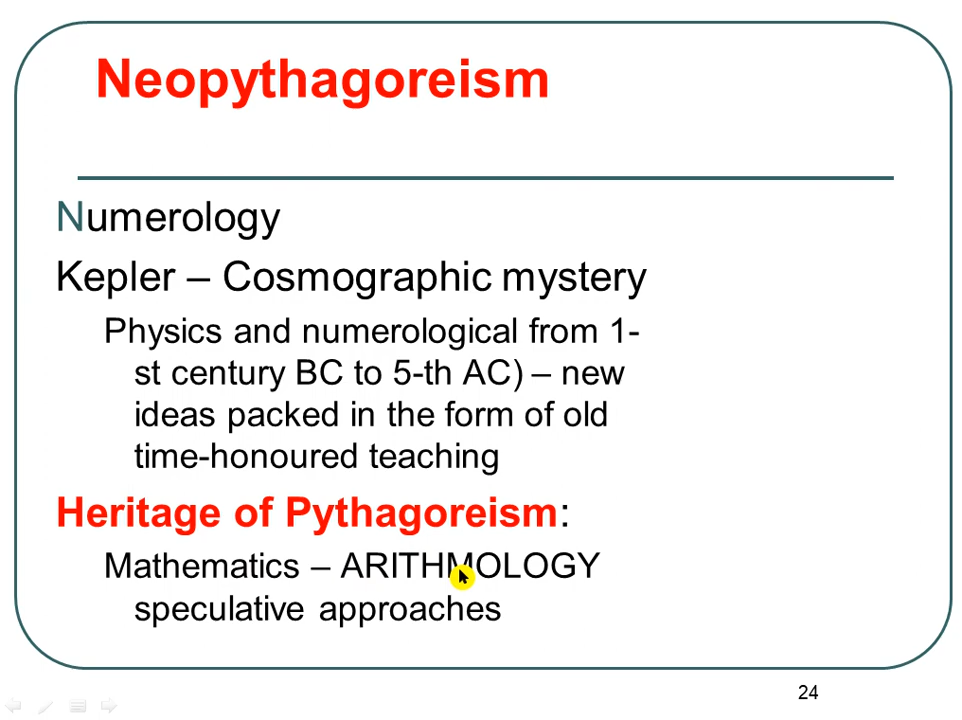 Neopythagoreism
Numerology
Kepler – Cosmographic mystery
Physics and numerological from 1-
st century BC to 5-th AC) – new
ideas packed in the form of old
time-honoured teaching
Heritage of Pythagoreism:
Mathematics – ARITHMOLOGY
speculative approaches
24